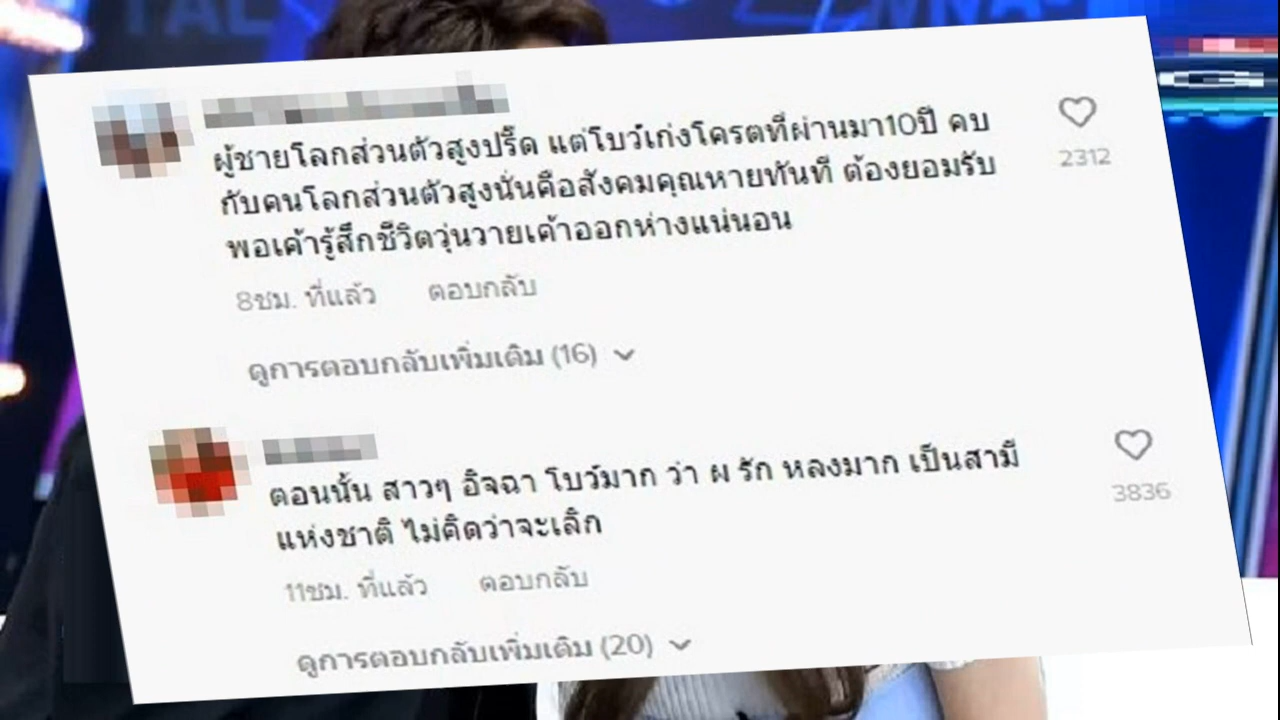 ผู้ชายโลกส่วนตัวสูงปรี๊ด แต่โบว์เก่งโครตที่ผ่านมา10ปี คบ
กับคนโลกส่วนตัวสูงนั่นคือสังคมคุณหายทันที ต้องยอมรับ
พอเค้ารู้สึกชีวิตวุ่นวายเค้าออกห่างแน่นอน
2312
8ชม. ที่แล้ว ตอบกลับ
ดูการตอบกลับเพิ่มเติม (16)
ตอนนั้น สาวๆ อิจฉา โบว์มาก ว่า ผ รัก หลงมาก เป็นสามี
แห่งชาติ ไม่คิดว่าจะเลิก
3836
11ชม. ที่แล้ว ตอบกลับ
ดูการตอบกลับเพิ่มเติม (20)